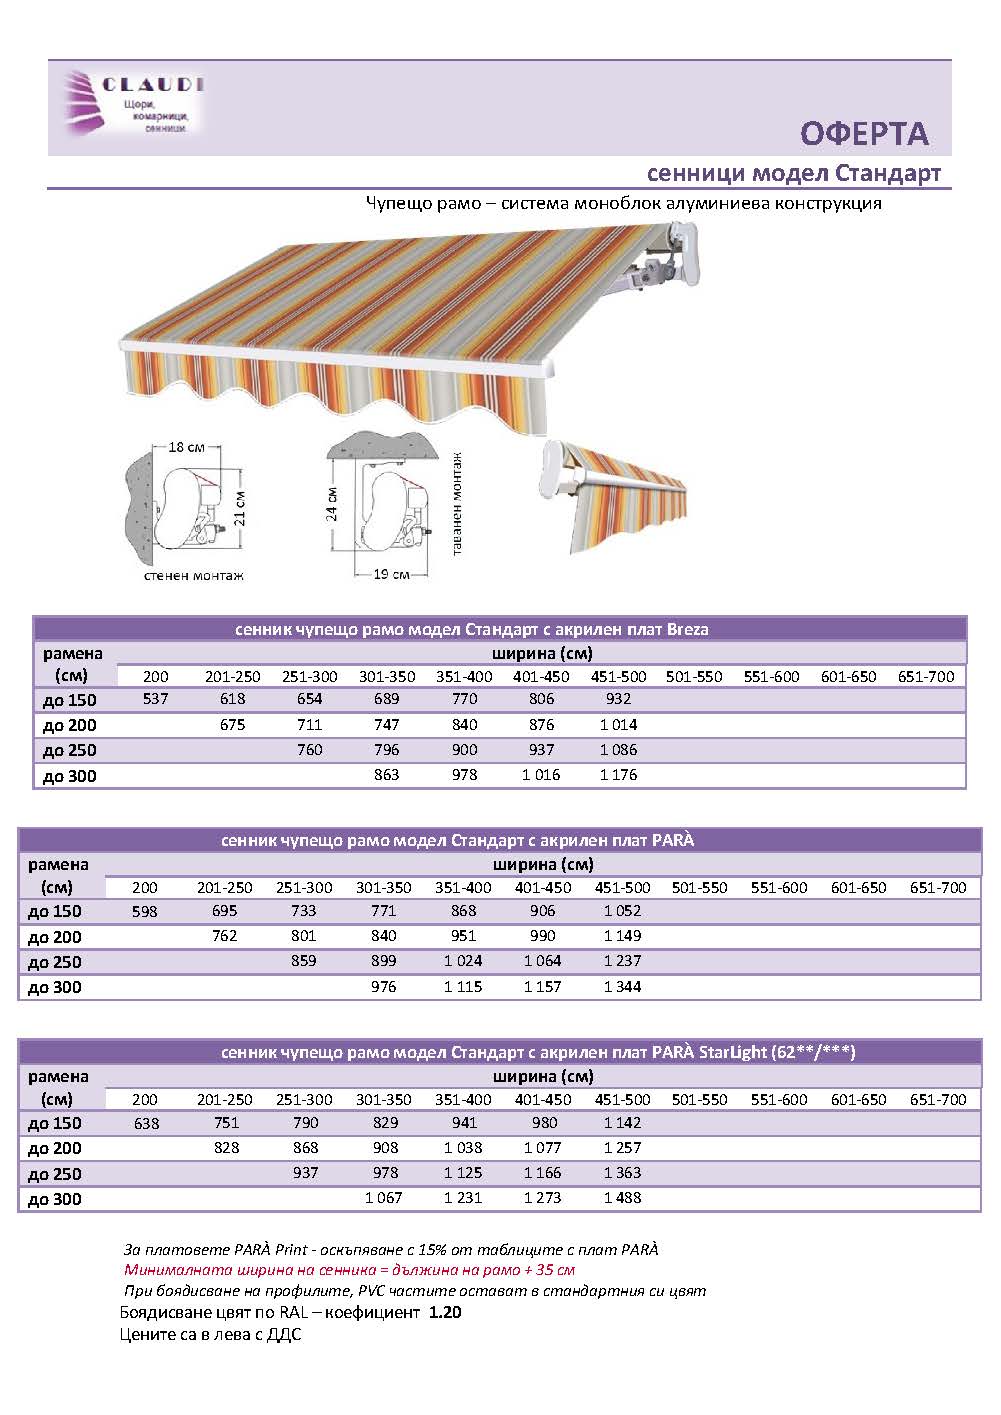 CLAUDI
Щори,
комарници,
сенници.
ОФЕРТА
сенници модел Стандарт
Чупещо рамо – система моноблок алуминиева конструкция
18 см
21 см
стенен монтаж
24 см
19 см
таванен монтаж
сенник чупещо рамо модел Стандарт с акрилен плат Breza
рамена (см) ширина (см)
200 201-250 251-300 301-350 351-400 401-450 451-500 501-550 551-600 601-650 651-700
до 150 537 618 654 689 770 806 932
до 200 675 711 747 840 876 1 014
до 250 760 796 900 937 1 086
до 300 863 978 1 016 1 176
сенник чупещо рамо модел Стандарт с акрилен плат PARÀ
рамена (см) ширина (см)
200 201-250 251-300 301-350 351-400 401-450 451-500 501-550 551-600 601-650 651-700
до 150 598 695 733 771 868 906 1 052
до 200 762 801 840 951 990 1 149
до 250 859 899 1 024 1 064 1 237
до 300 976 1 115 1 157 1 344
сенник чупещо рамо модел Стандарт с акрилен плат PARÀ StarLight (62**/***)
рамена (см) ширина (см)
200 201-250 251-300 301-350 351-400 401-450 451-500 501-550 551-600 601-650 651-700
до 150 638 751 790 829 941 980 1 142
до 200 828 868 908 1 038 1 077 1 257
до 250 937 978 1 125 1 166 1 363
до 300 1 067 1 231 1 273 1 488
За платовете PARÀ Print - оскъпяване с 15% от таблиците с плат PARÀ
Минималната ширина на сенника = дължина на рамо + 35 см
При боядисване на профилите, PVC частите остават в стандартния си цвят
Боядисване цвят по RAL – коефициент 1.20
Цените са в лева с ДДС